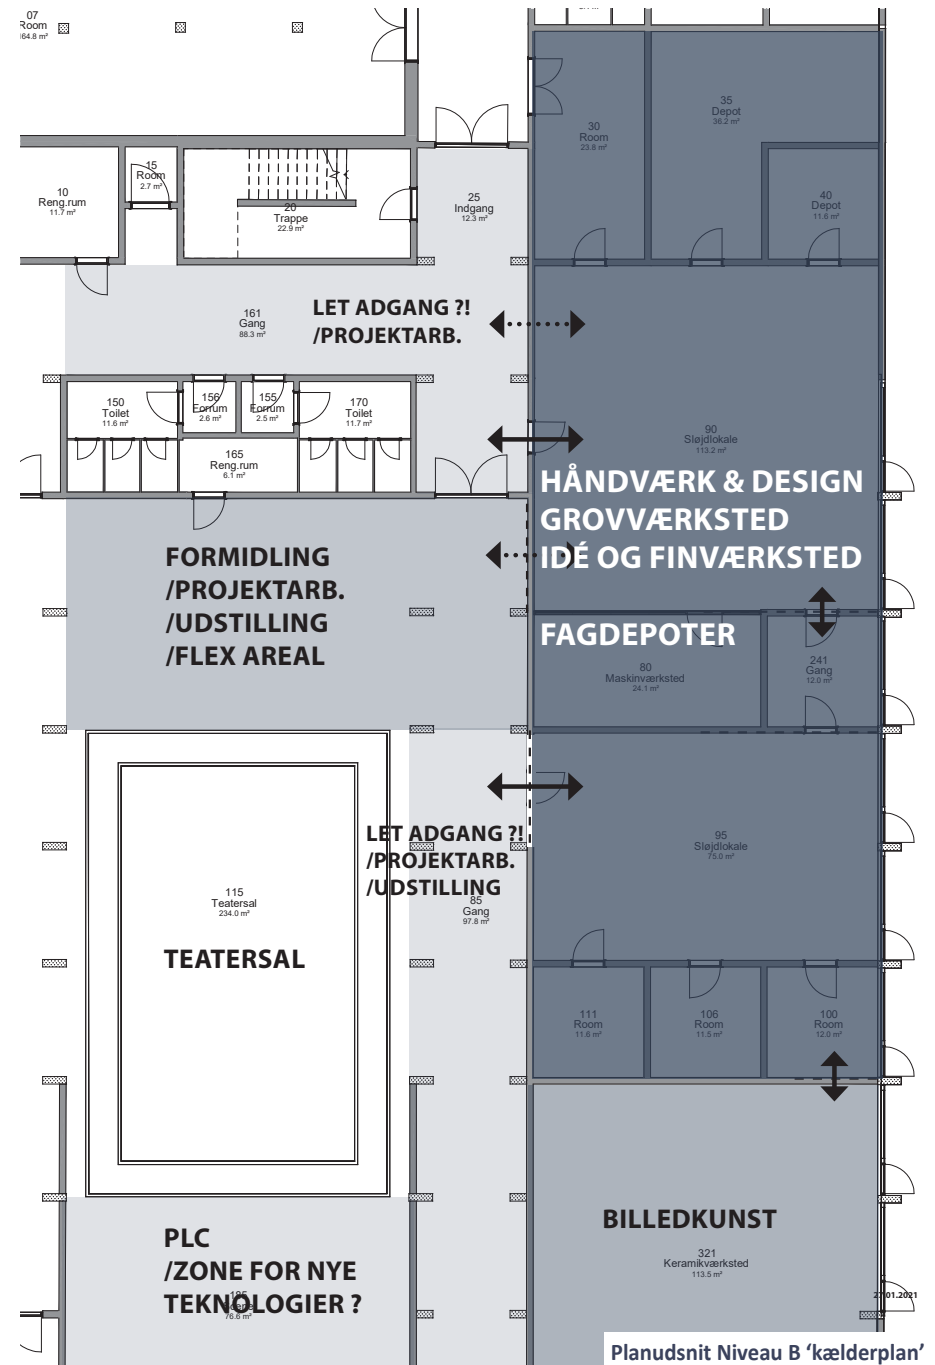 07
Room
164.8 m²
30
Room
23.8 m²
35
Depot
36.2 m²
40
Depot
11.6 m²
10
Reng.rum
11.7 m²
15
Room
2.7 m²
20
Trappe
22.9 m²
25
Indgang
12.3 m²
161
Gang
88.3 m²
LET ADGANG ?!
/PROJEKTARB.
150
Toilet
11.6 m²
156
Forrum
2.6 m²
155
Forrum
2.5 m²
170
Toilet
11.7 m²
165
Reng.rum
6.1 m²
90
Sløjdlokale
113.2 m²
HÅNDVÆRK & DESIGN
GROVVÆRKSTED
IDÉ OG FINVÆRKSTED
FORMIDLING
/PROJEKTARB.
/UDSTILLING
/FLEX AREAL
FAGDEPOTER
80
Maskinværksted
24.1 m²
241
Gang
12.0 m²
LET ADGANG ?!
/PROJEKTARB.
/UDSTILLING
85
Gang
97.8 m²
95
Sløjdlokale
75.0 m²
115
Teatersal
234.0 m²
TEATERSAL
111
Room
11.6 m²
106
Room
11.5 m²
100
Room
12.0 m²
PLC
/ZONE FOR NYE
TEKNOLOGIER ?
76.6 m²
BILLEDKUNST
321
Keramikværksted
113.5 m²
27.01.2021
Planudsnit Niveau B ‘kælderplan’